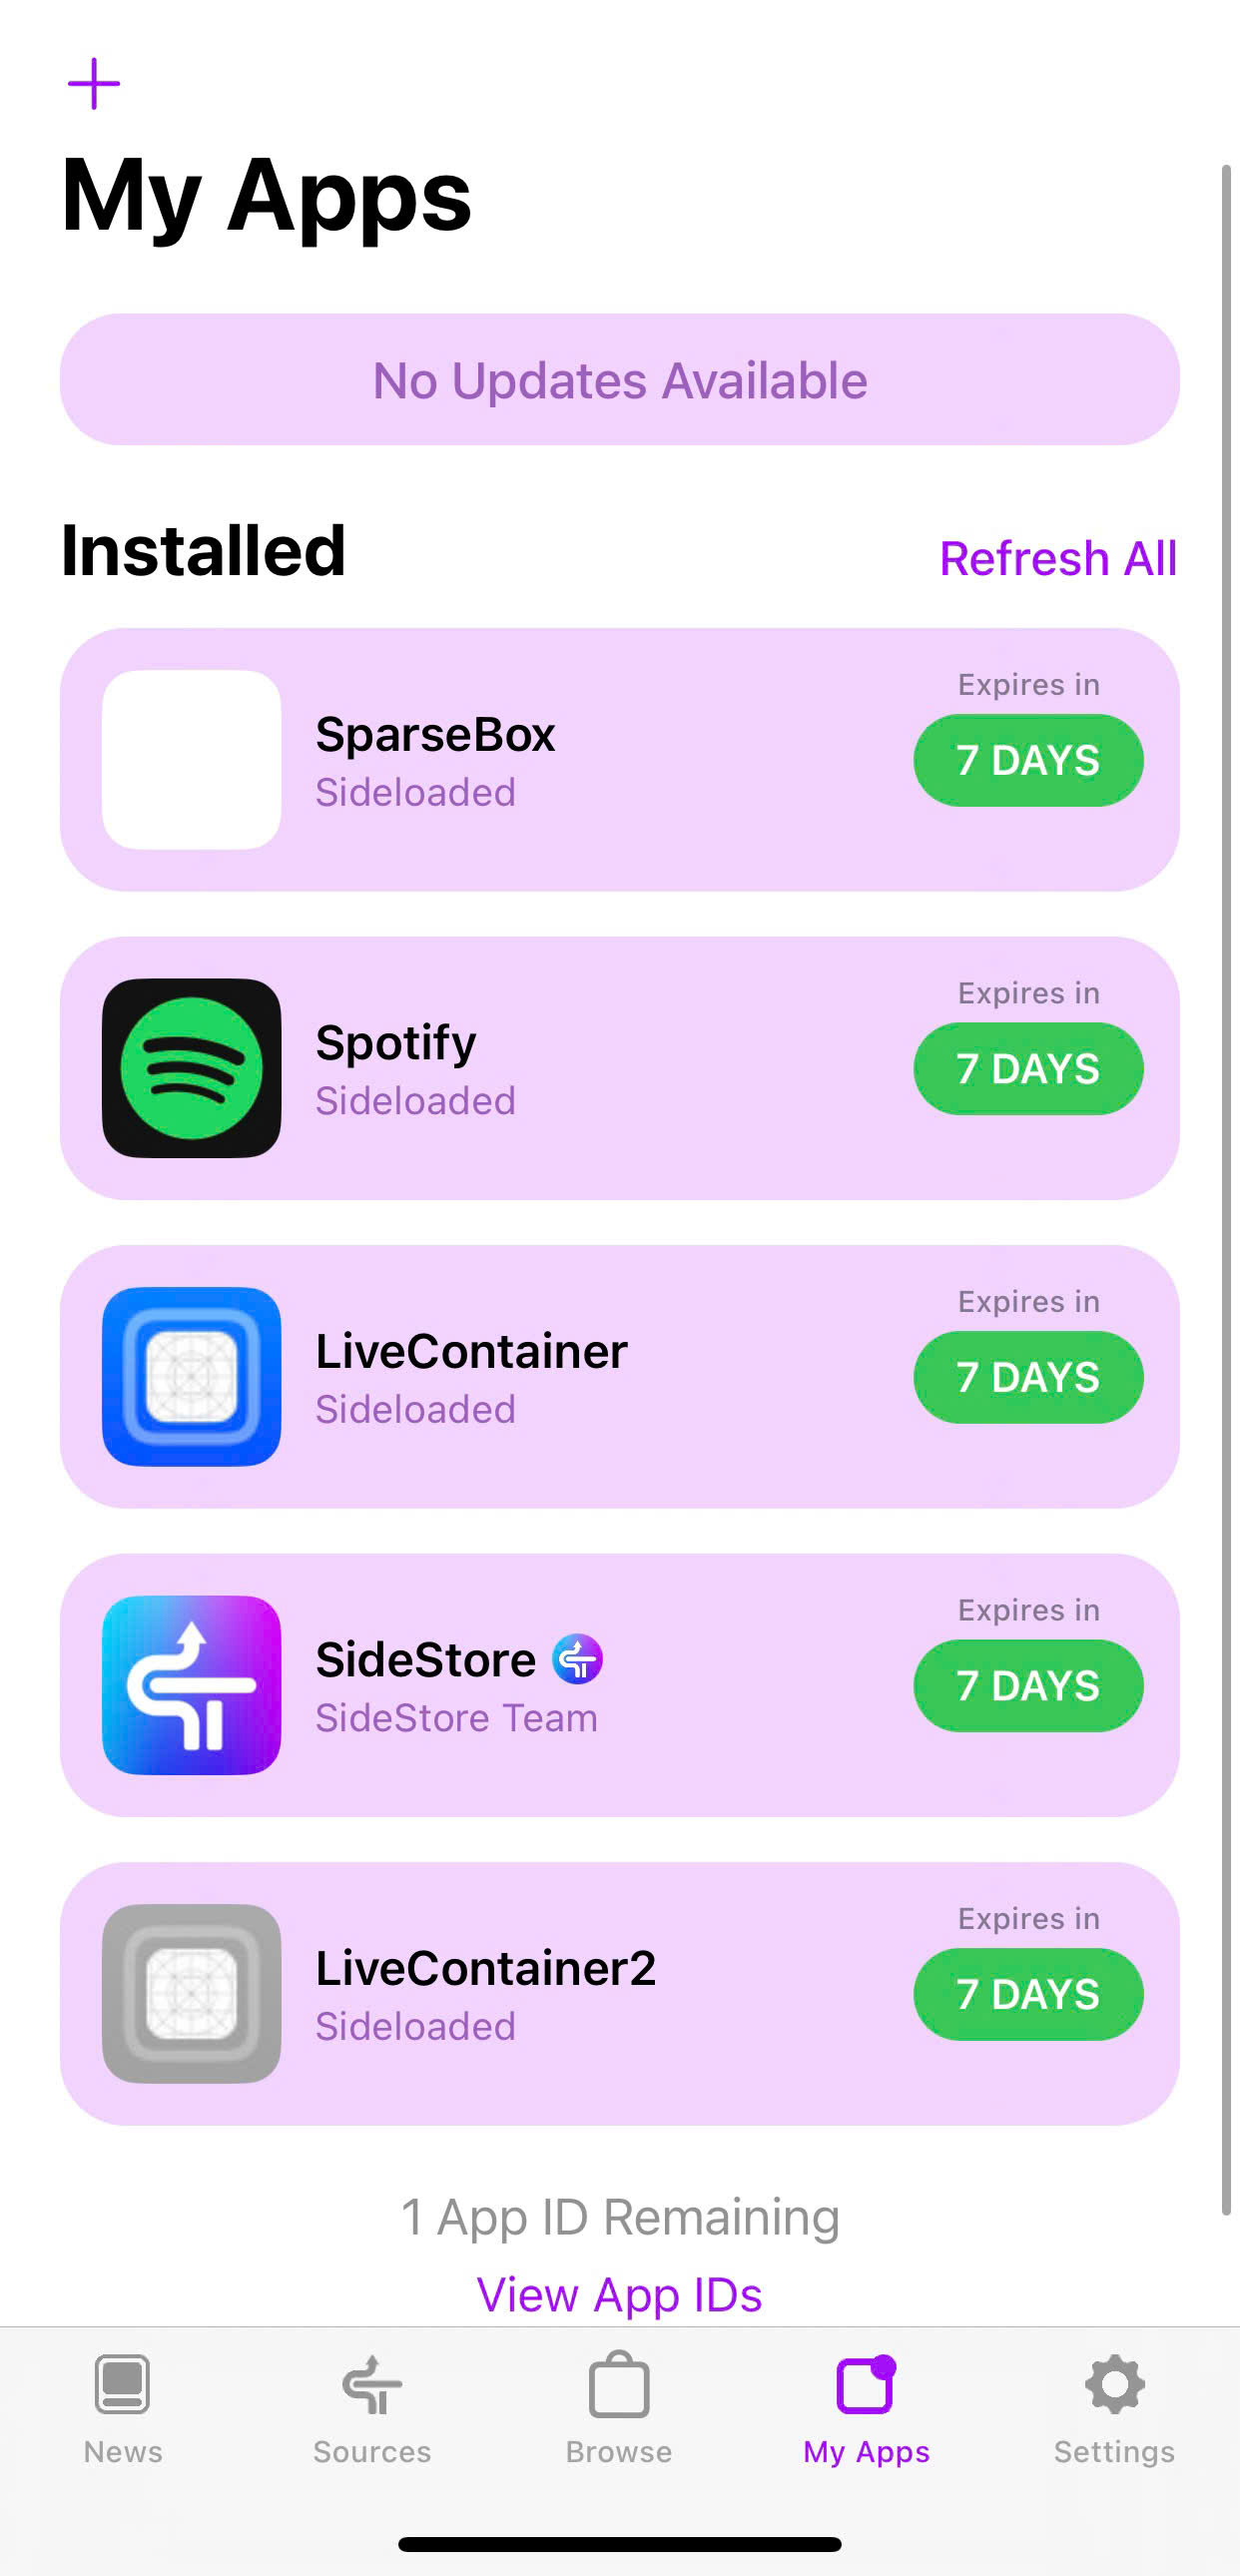 My Apps
No Updates Available
Installed
Refresh All
Expires in
SparseBox
7 DAYS
Sideloaded
Expires in
Spotify
7 DAYS
Sideloaded
Expires in
LiveContainer
7 DAYS
Sideloaded
Expires in
SideStore
7 DAYS
SideStore Team
Expires in
LiveContainer2
7 DAYS
Sideloaded
1 App ID Remaining
View App IDs
News
Sources
Browse
My Apps
Settings